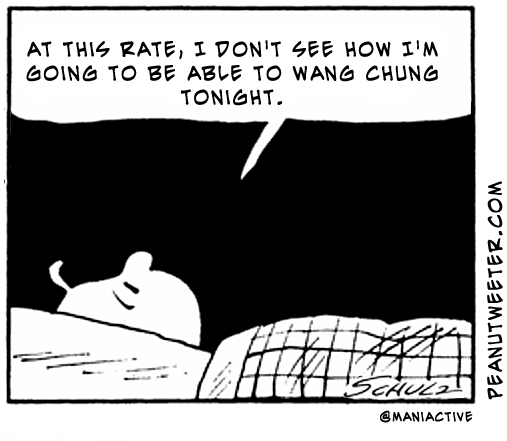 AT THIS RATE, I DON'T SEE HOW I'M
GOING TO BE ABLE TO WANG CHUNG
TONIGHT.
SCHULZ
@MANIACTIVE
PEANUTWEETER.COM